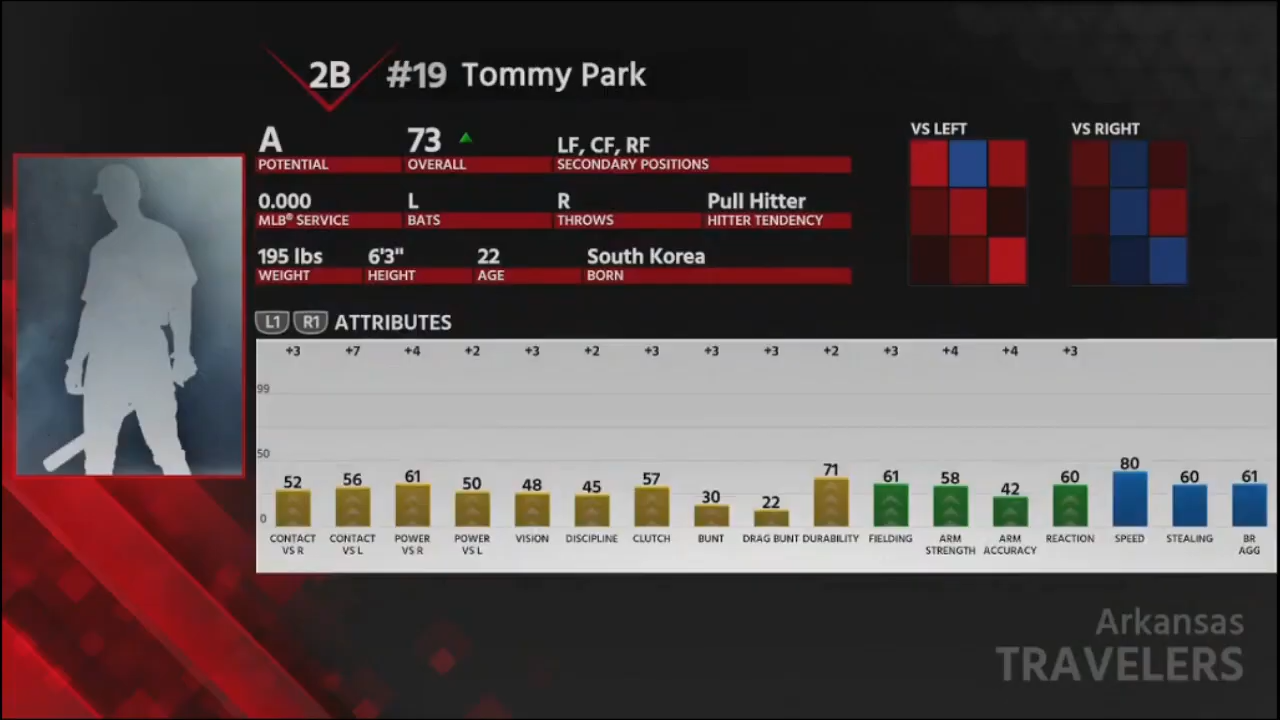 2B #19 Tommy Park
A 73 LF, CF, RF
POTENTIAL OVERALL SECONDARY POSITIONS
0.000 L R Pull Hitter
MLB® SERVICE BATS THROWS HITTER TENDENCY
195 lbs 6'3" 22 South Korea
WEIGHT HEIGHT AGE BORN
VS LEFT VS RIGHT
L1 R1 ATTRIBUTES
+3 +7 +4 +2 +3 +2 +3 +3 +3 +2 +3 +4 +4 +3
99
50
0
52 56 61 50 48 45 57 30 22 71 61 58 42 60 80 60 61
CONTACT CONTACT POWER POWER VISION DISCIPLINE CLUTCH BUNT DRAG BUNT DURABILITY FIELDING ARM ARM REACTION SPEED STEALING BR
VS R VS L VS R VS L STRENGTH ACCURACY AGG
Arkansas
TRAVELERS